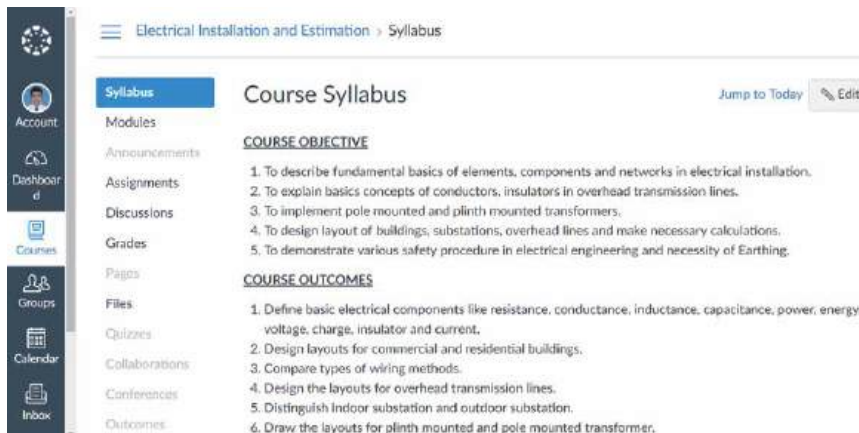 Electrical Installation and Estimation > Syllabus
Account
Dashboar
d
Courses
Groups
Calendar
Inbox
Syllabus
Modules
Announcements
Assignments
Discussions
Grades
Pages
Files
Quizzes
Collaborations
Conferences
Outcomes
Course Syllabus
Jump to Today
Edit
COURSE OBJECTIVE
1. To describe fundamental basics of elements, components and networks in electrical installation.
2. To explain basics concepts of conductors, insulators in overhead transmission lines.
3. To implement pole mounted and plinth mounted transformers.
4. To design layout of buildings, substations, overhead lines and make necessary calculations.
5. To demonstrate various safety procedure in electrical engineering and necessity of Earthing.
COURSE OUTCOMES
1. Define basic electrical components like resistance, conductance, inductance, capacitance, power, energy
voltage, charge, insulator and current.
2. Design layouts for commercial and residential buildings.
3. Compare types of wiring methods.
4. Design the layouts for overhead transmission lines.
5. Distinguish Indoor substation and outdoor substation.
6. Draw the layouts for plinth mounted and pole mounted transformer.